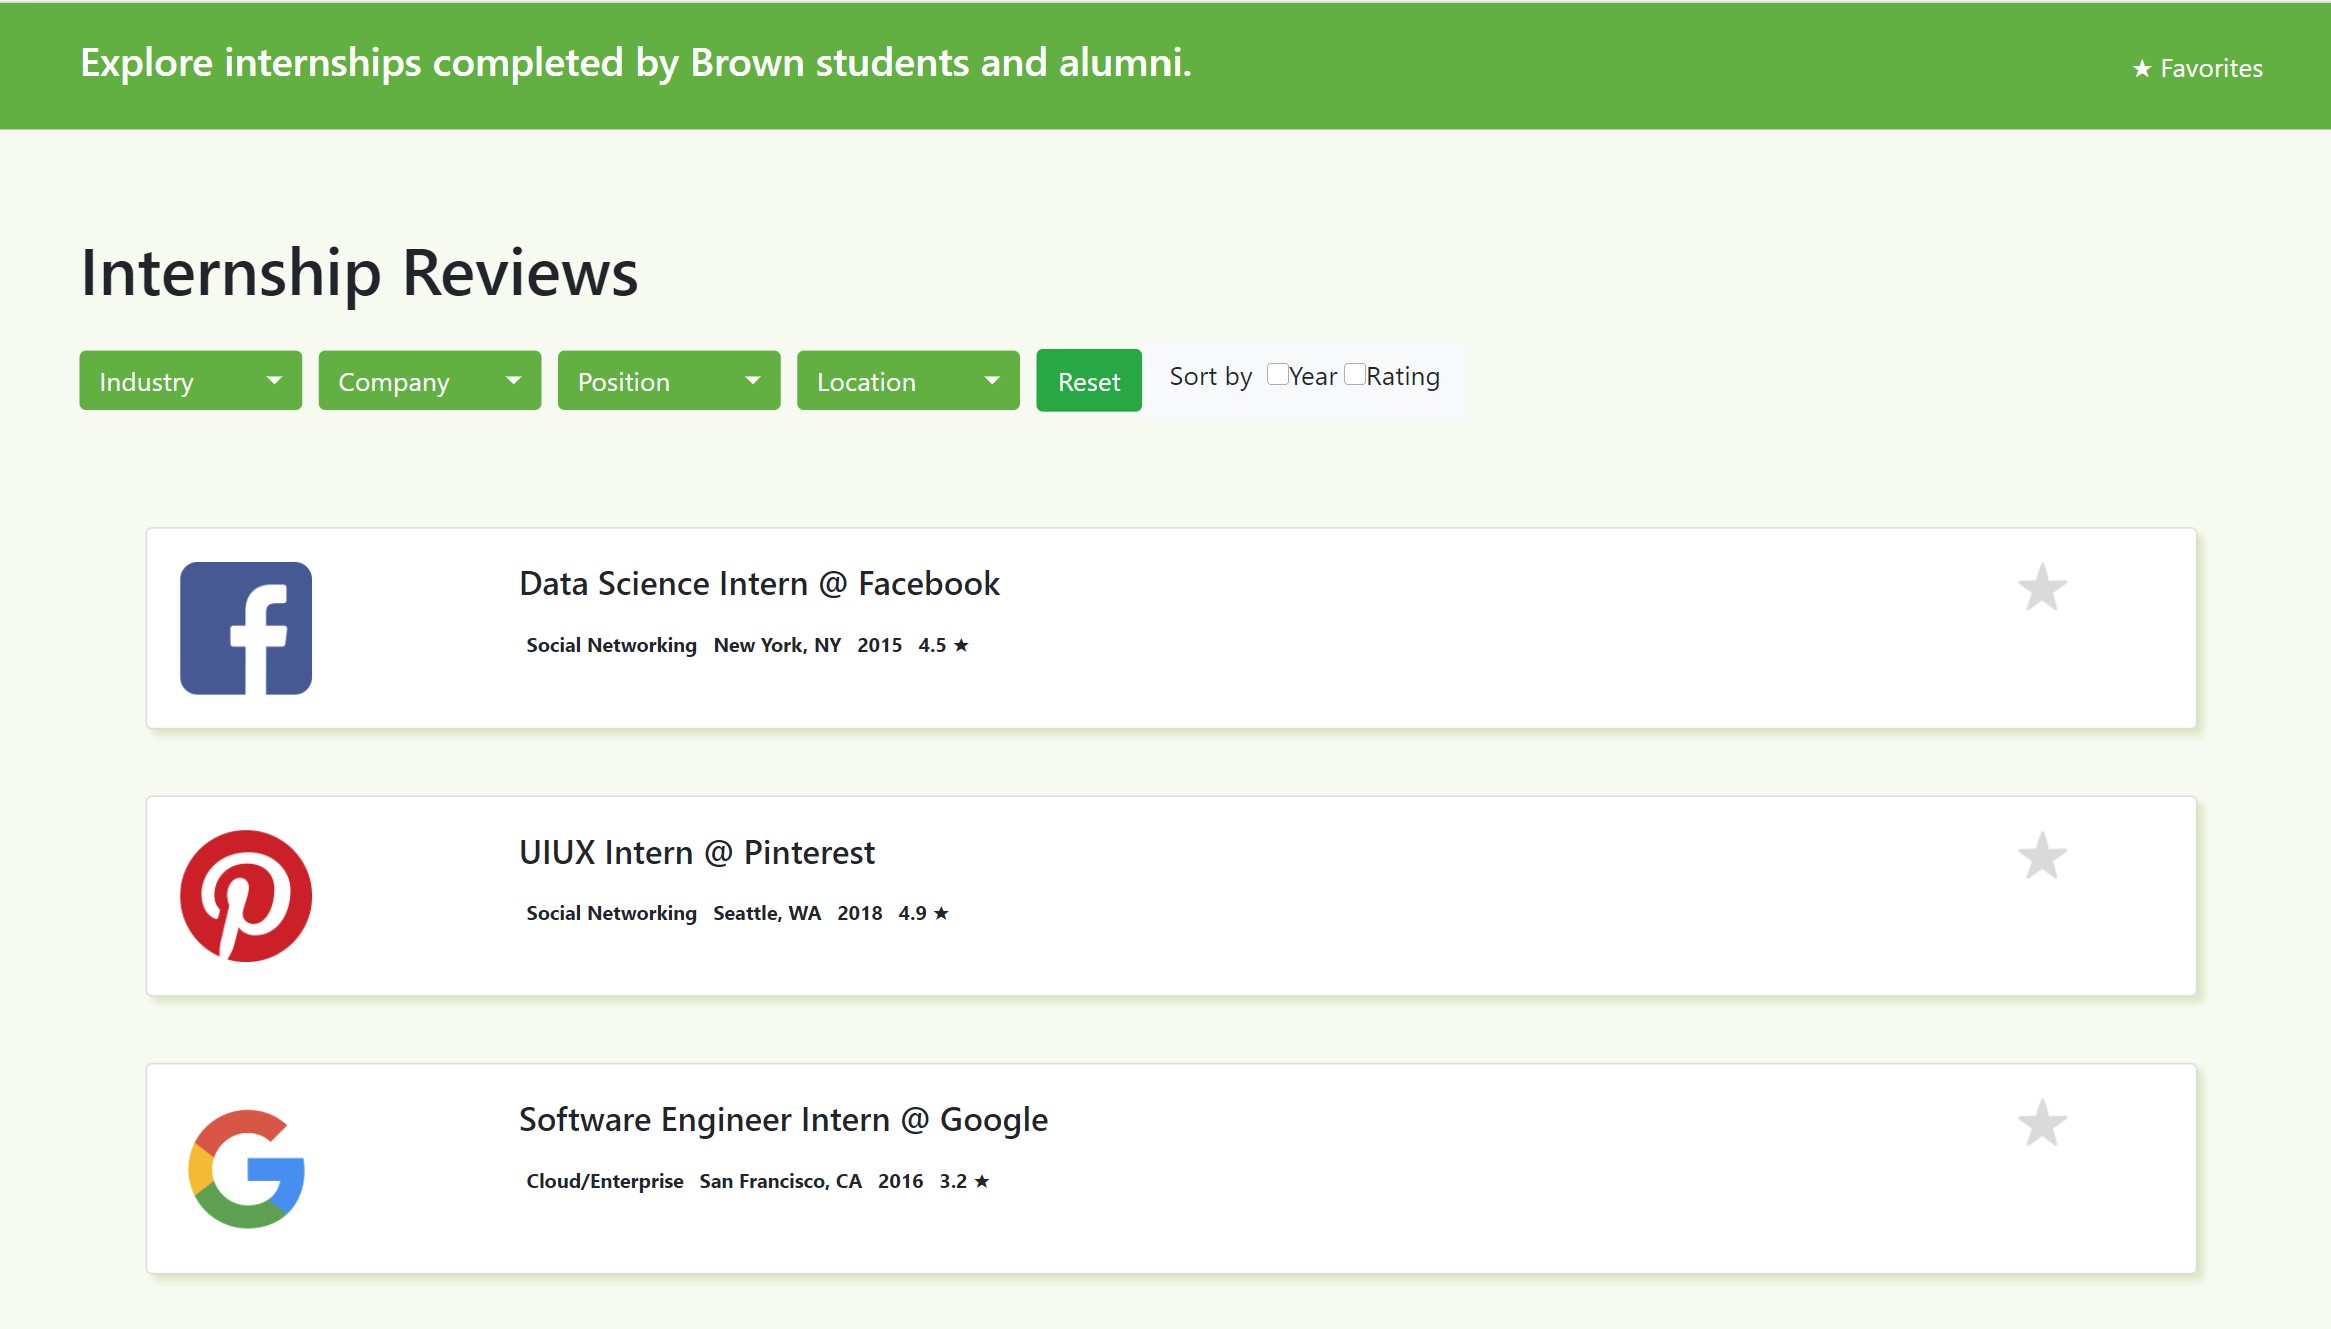 Explore internships completed by Brown students and alumni.
★ Favorites
Internship Reviews
Industry
Company
Position
Location
Reset
Sort by Year Rating
Data Science Intern @ Facebook
Social Networking New York, NY 2015 4.5 ★
UIUX Intern @ Pinterest
Social Networking Seattle, WA 2018 4.9 ★
Software Engineer Intern @ Google
Cloud/Enterprise San Francisco, CA 2016 3.2 ★